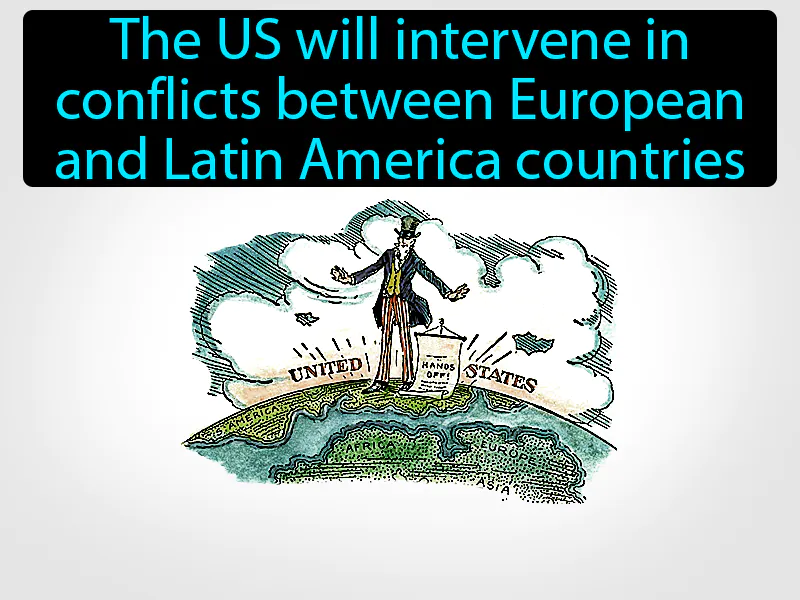 The US will intervene in
conflicts between European
and Latin America countries
UNITED
HANDS
OFF!
STATES
S. AMERICA
AFRICA
EUROPE
ASIA